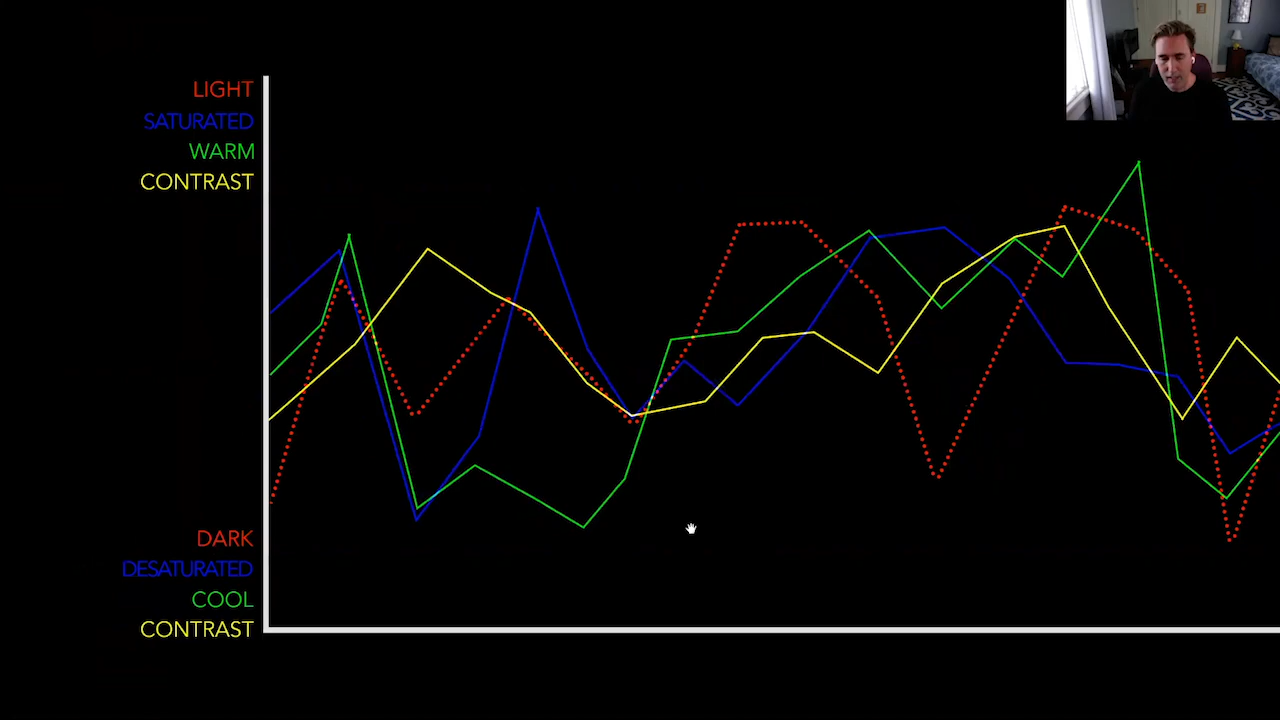 LIGHT
SATURATED
WARM
CONTRAST
DARK
DESATURATED
COOL
CONTRAST